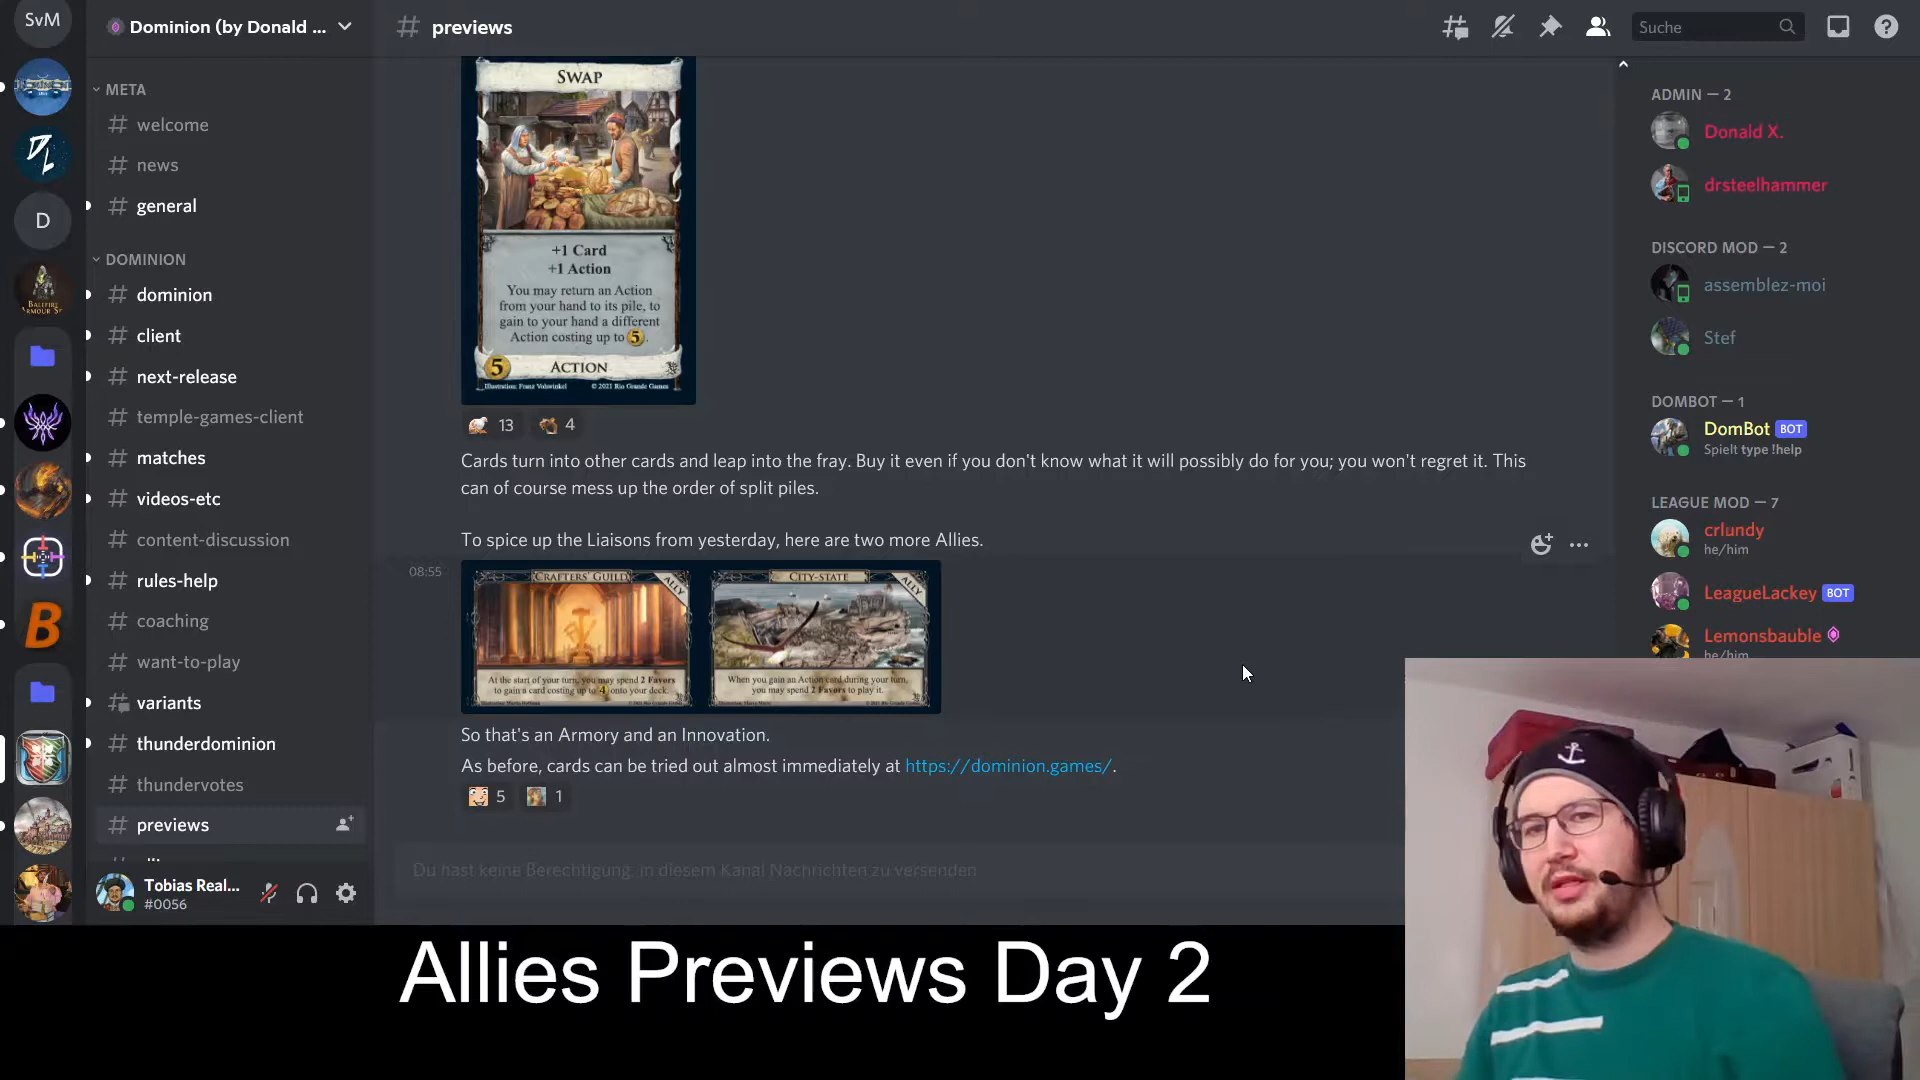 SvM
Dominion (by Donald ...
previews
Suche
META
welcome
news
general
DOMINION
dominion
client
next-release
temple-games-client
matches
videos-etc
content-discussion
rules-help
coaching
want-to-play
variants
thunderdominion
thundervotes
previews
Tobias Real...
#0056
D
SWAP
+1 Card
+1 Action
You may return an Action
from your hand to its pile, to
gain to your hand a different
Action costing up to 5.
5
ACTION
Illustration: Franz Vohwinkel © 2021 Rio Grande Games
13 4
Cards turn into other cards and leap into the fray. Buy it even if you don't know what it will possibly do for you; you won't regret it. This
can of course mess up the order of split piles.
To spice up the Liaisons from yesterday, here are two more Allies.
08:55
CRAFTERS' GUILD
ALLY
At the start of your turn, you may spend 2 Favors
to gain a card costing up to 4 onto your deck.
CITY-STATE
ALLY
When you gain an Action card during your turn,
you may spend 2 Favors to play it.
So that's an Armory and an Innovation.
As before, cards can be tried out almost immediately at https://dominion.games/.
5 1
Du hast keine Berechtigung, in diesem Kanal Nachrichten zu versenden
ADMIN — 2
Donald X.
drsteelhammer
DISCORD MOD — 2
assemblez-moi
Stef
DOMBOT — 1
DomBot BOT
Spielt type !help
LEAGUE MOD — 7
crlundy
he/him
LeagueLackey BOT
Lemonsbauble
he/him
Allies Previews Day 2